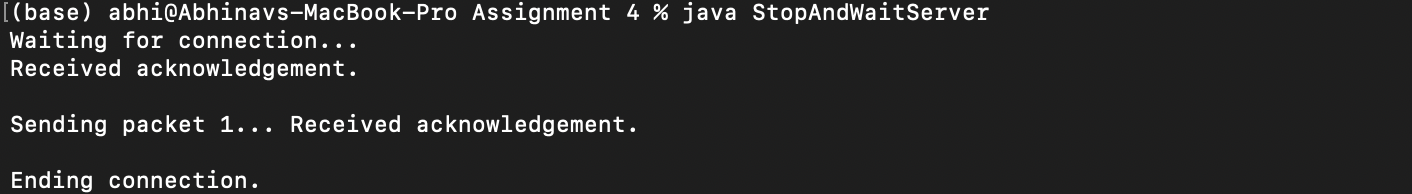 [(base) abhi@Abhinavs-MacBook-Pro Assignment 4 % java StopAndWaitServer
Waiting for connection...
Received acknowledgement.
Sending packet 1... Received acknowledgement.
Ending connection.